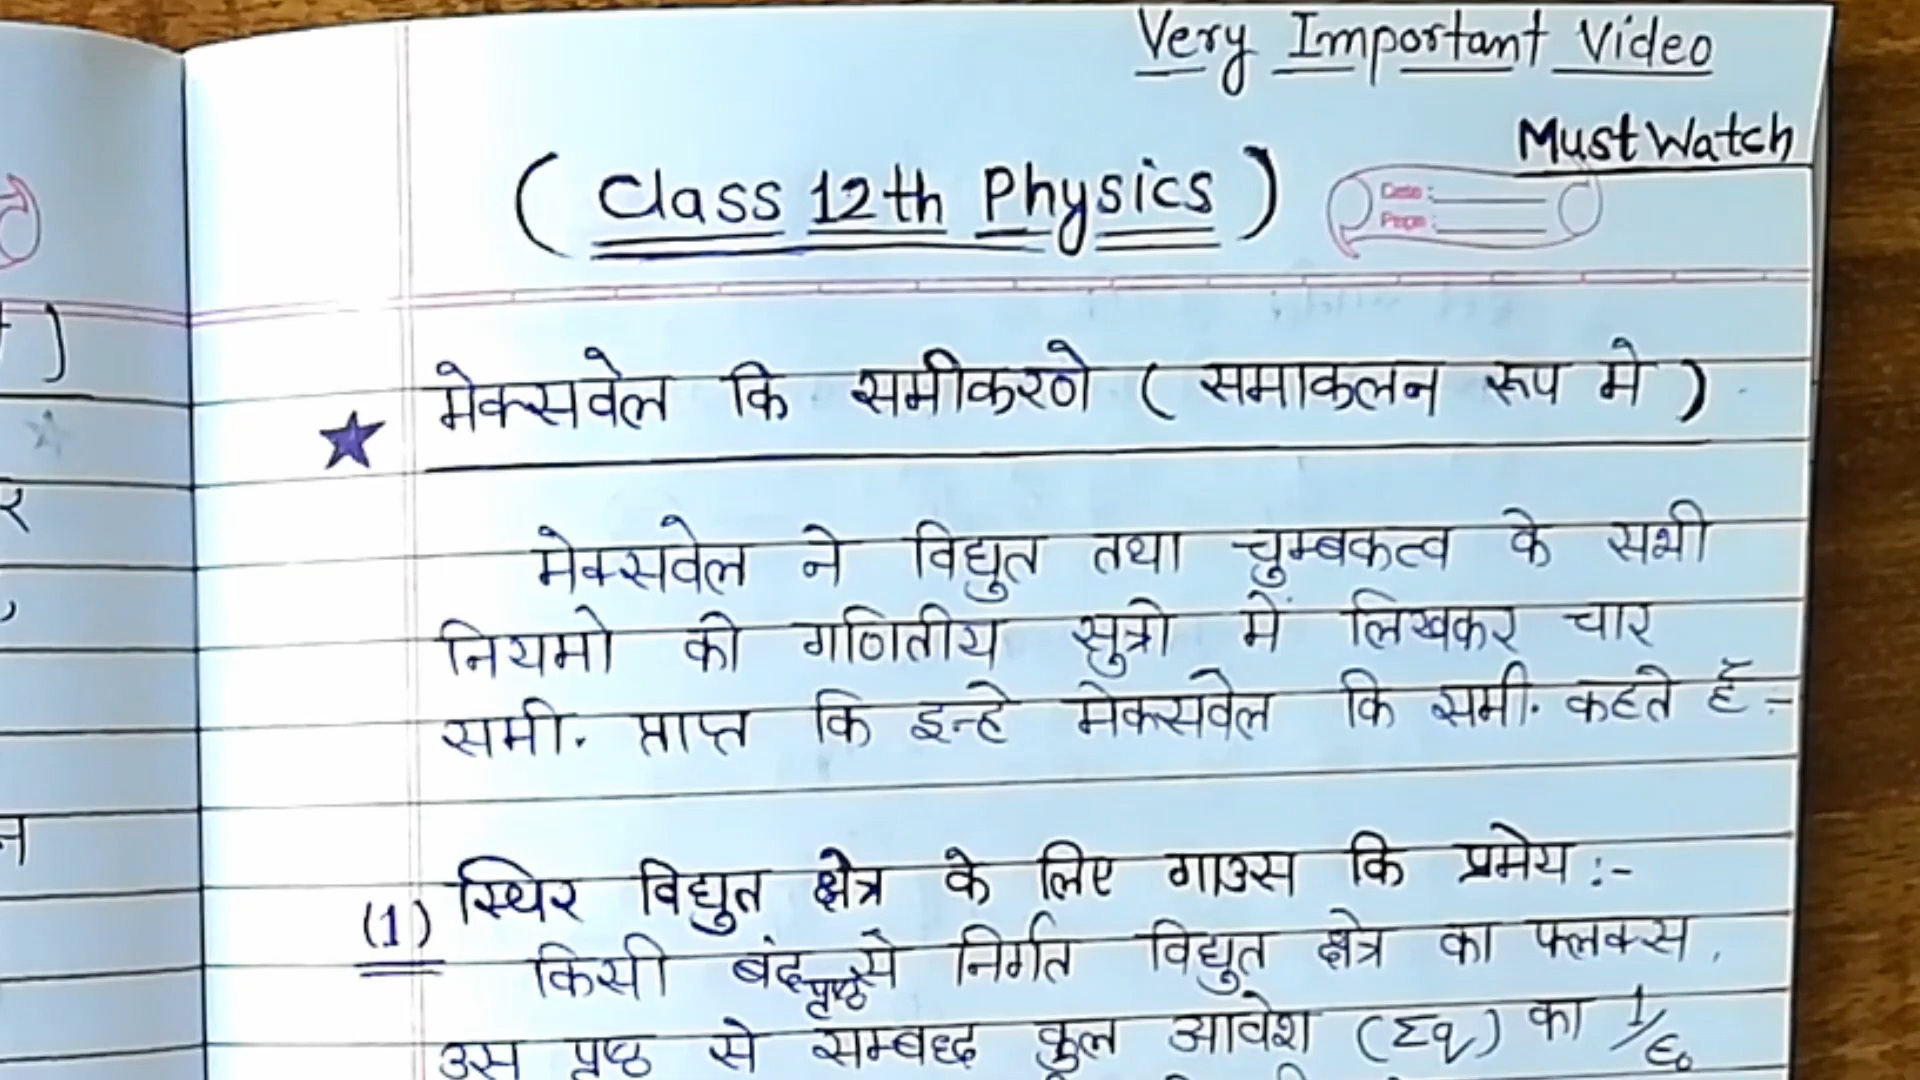 Very Important Video
Must Watch
( Class 12th Physics )
Date :
Page :
मेक्सवेल कि समीकरणे ( समाकलन रूप मे )
मेक्सवेल ने विद्युत तथा चुम्बकत्व के सभी
नियमो को गणितीय सुत्रो में लिखकर चार
समी. प्राप्त कि इन्हे मेक्सवेल कि समी. कहते हैं :-
(1) स्थिर विद्युत क्षेत्र के लिए गाउस कि प्रमेय :-
किसी बंद पृष्ठ से निर्गत विद्युत क्षेत्र का फ्लक्स
उस पृष्ठ से सम्बध्द कुल आवेश (Σq) का 1/ε₀